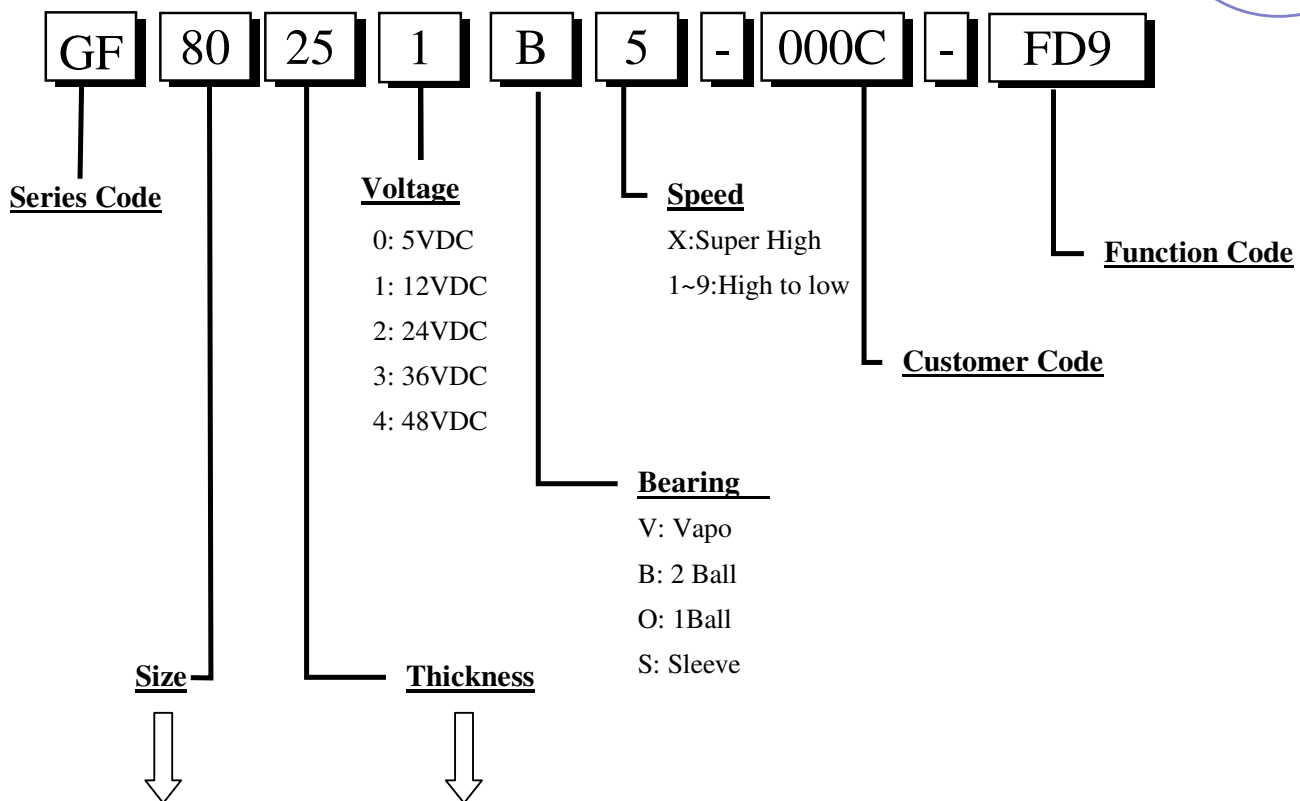 GF 80 25 1 B 5 - 000C - FD9
Series Code
Voltage
0: 5VDC
1: 12VDC
2: 24VDC
3: 36VDC
4: 48VDC
Speed
X:Super High
1~9:High to low
Function Code
Customer Code
Bearing
V: Vapo
B: 2 Ball
O: 1Ball
S: Sleeve
Size
Thickness